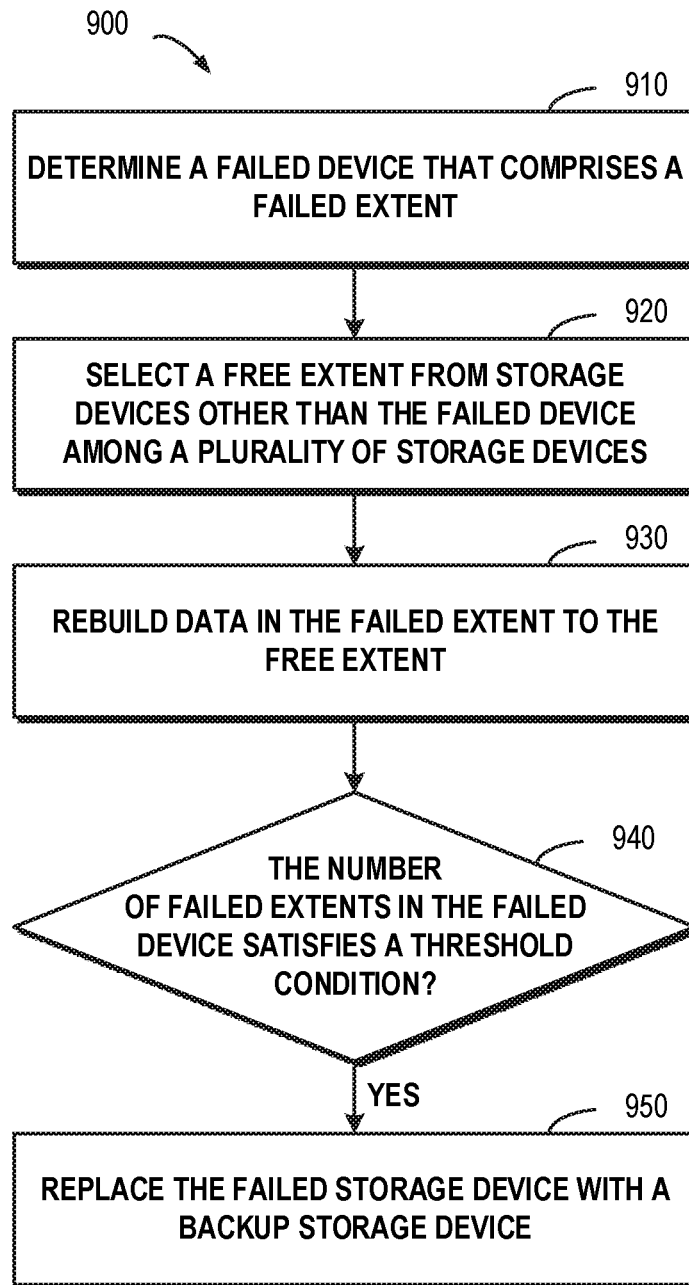 900
910
DETERMINE A FAILED DEVICE THAT COMPRISES A
FAILED EXTENT
920
SELECT A FREE EXTENT FROM STORAGE
DEVICES OTHER THAN THE FAILED DEVICE
AMONG A PLURALITY OF STORAGE DEVICES
930
REBUILD DATA IN THE FAILED EXTENT TO THE
FREE EXTENT
940
THE NUMBER
OF FAILED EXTENTS IN THE FAILED
DEVICE SATISFIES A THRESHOLD
CONDITION?
YES
950
REPLACE THE FAILED STORAGE DEVICE WITH A
BACKUP STORAGE DEVICE